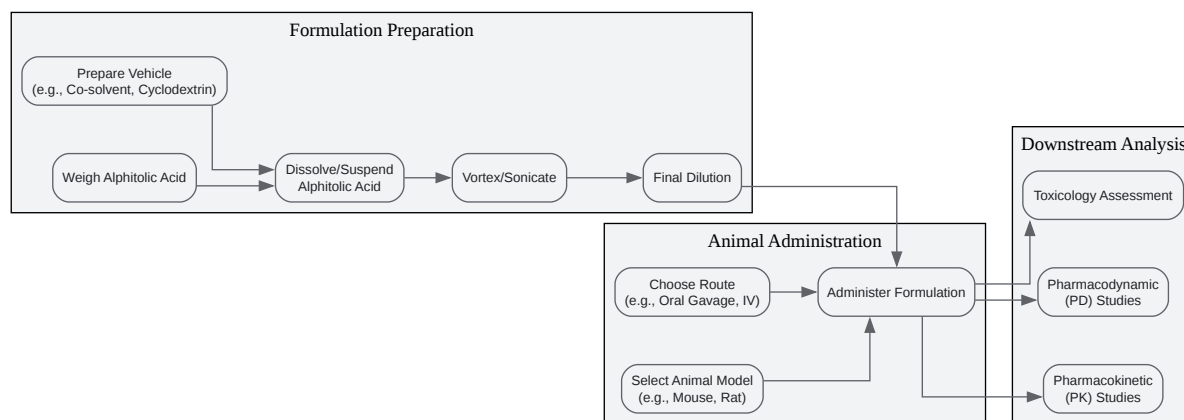 Formulation Preparation
Prepare Vehicle
(e.g., Co-solvent, Cyclodextrin)
Weigh Alphitolic Acid
Dissolve/Suspend
Alphitolic Acid
Vortex/Sonicate
Final Dilution
Animal Administration
Choose Route
(e.g., Oral Gavage, IV)
Administer Formulation
Select Animal Model
(e.g., Mouse, Rat)
Downstream Analysis
Toxicology Assessment
Pharmacodynamic
(PD) Studies
Pharmacokinetic
(PK) Studies